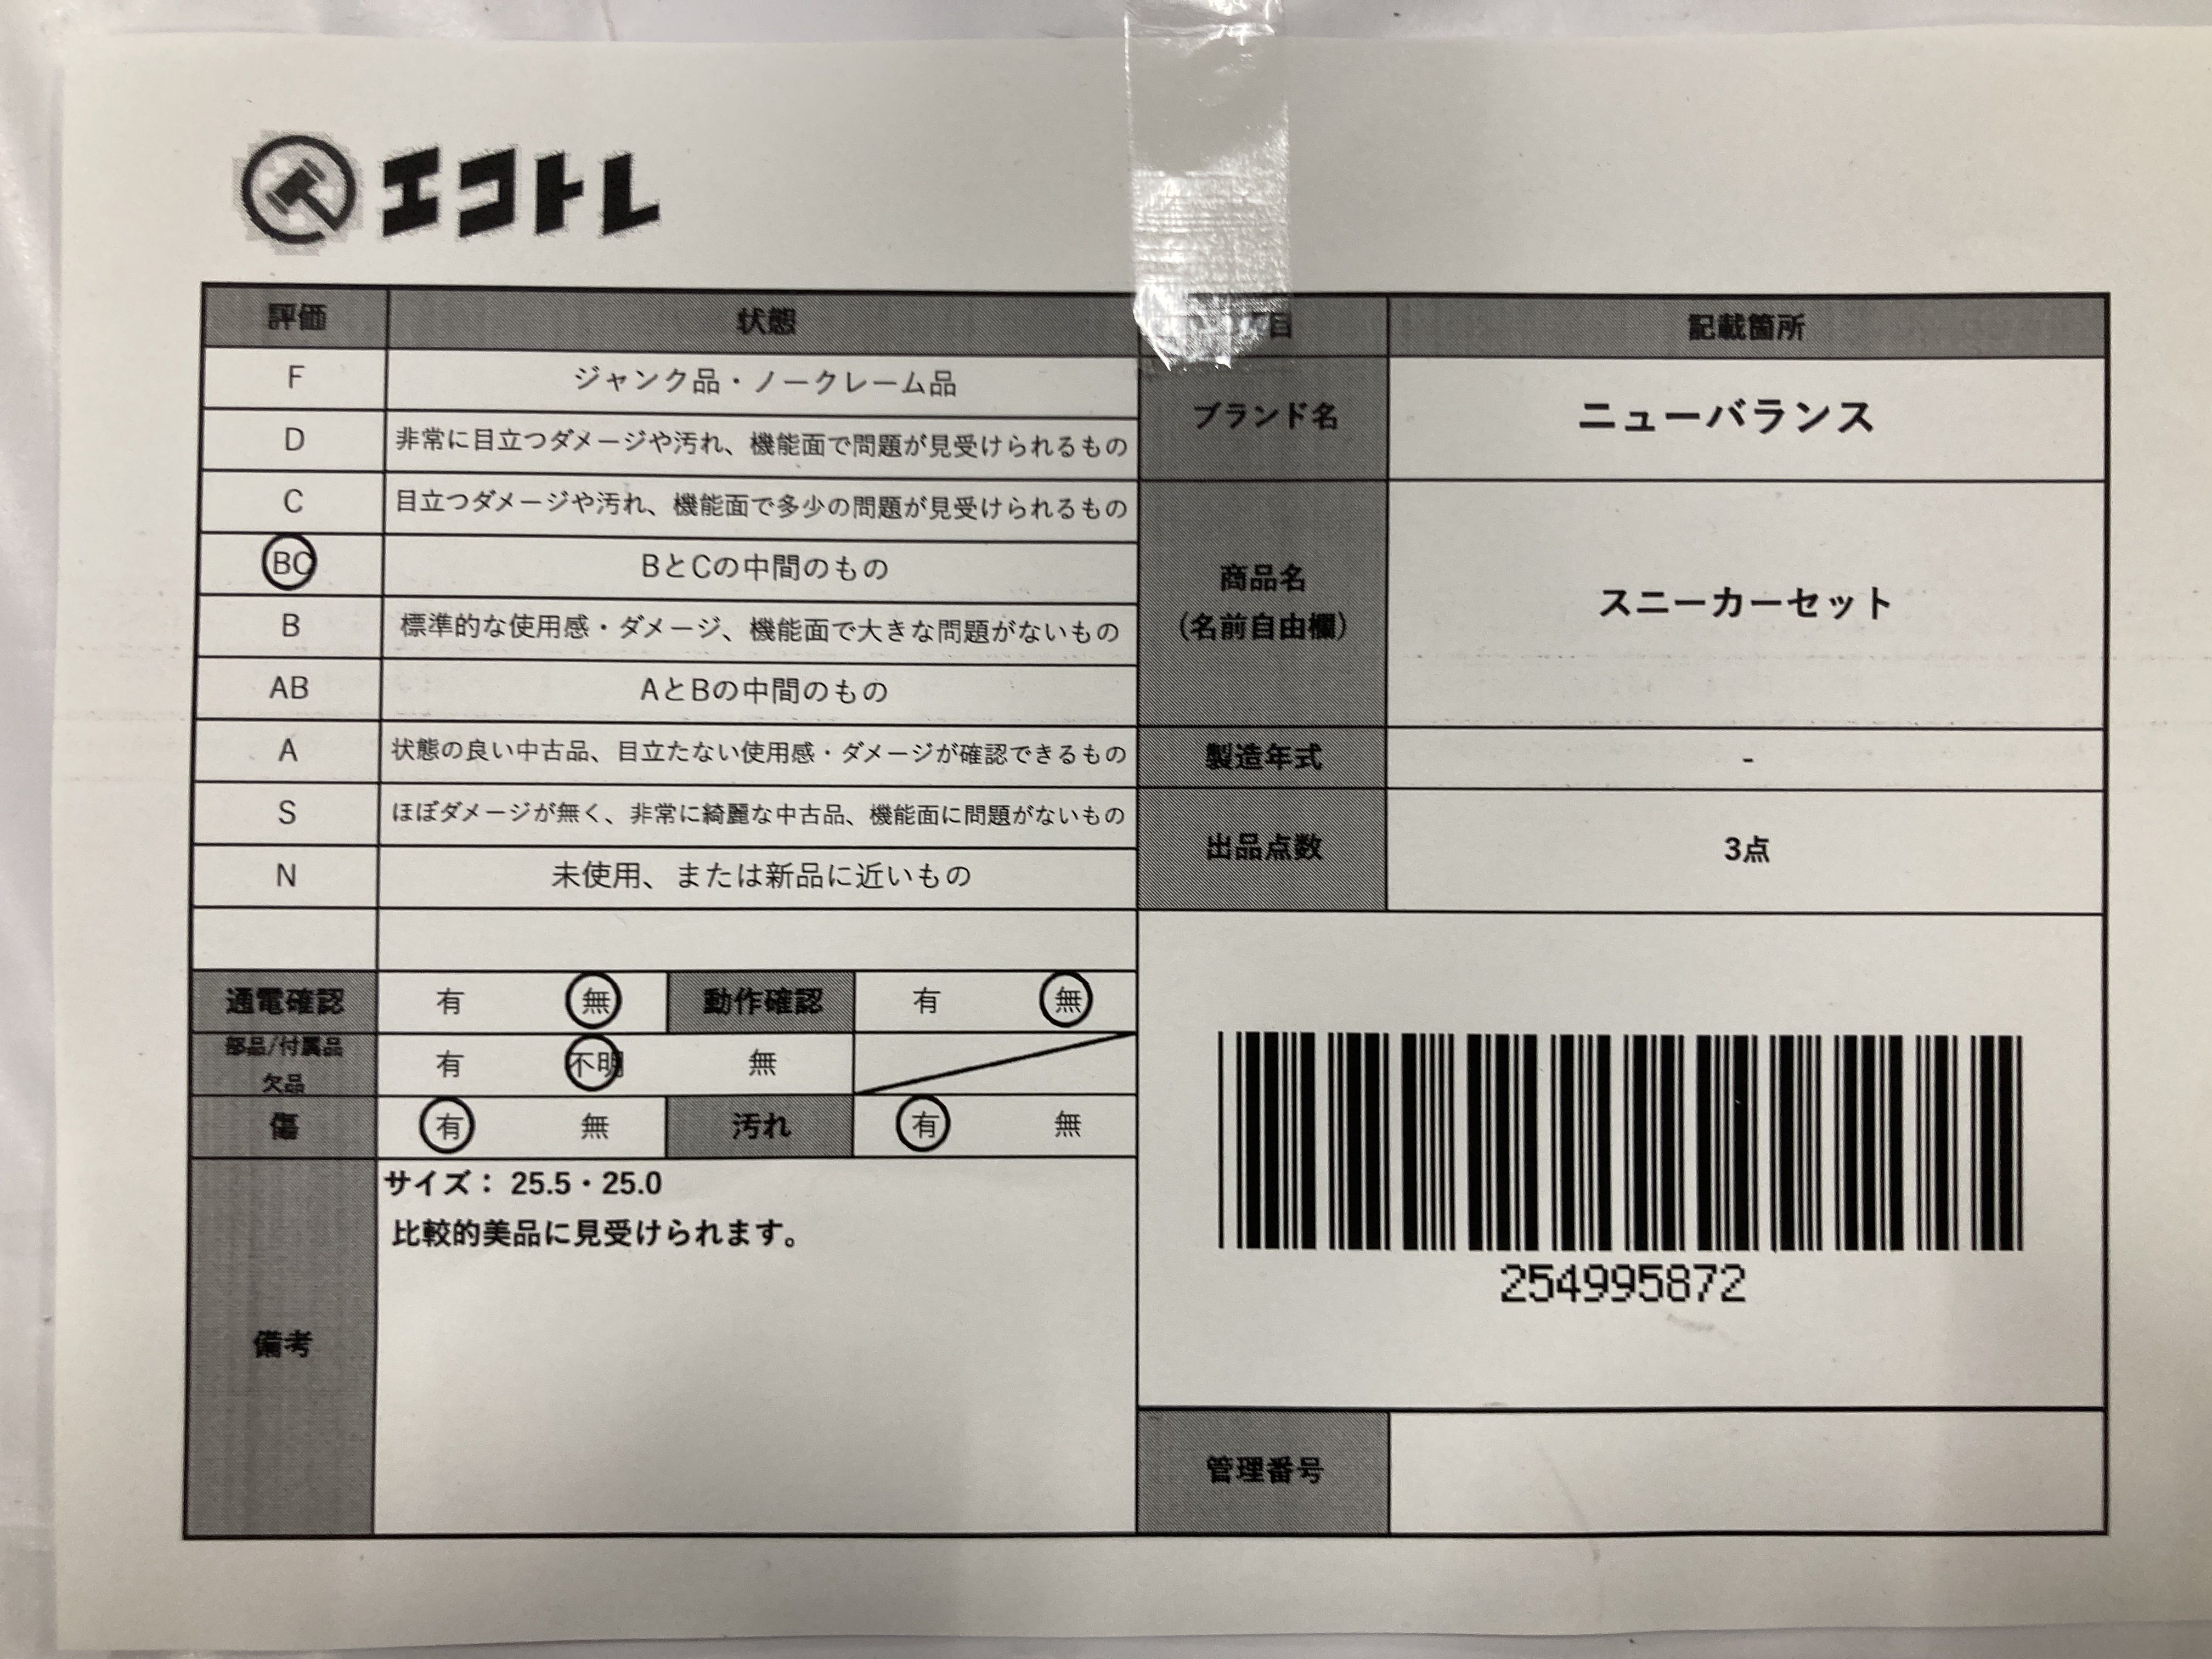 エコトレ
評価 状態 目 記載箇所
F ジャンク品・ノークレーム品
D 非常に目立つダメージや汚れ、機能面で問題が見受けられるもの
ブランド名 ニューバランス
C 目立つダメージや汚れ、機能面で多少の問題が見受けられるもの
BC BとCの中間のもの
B 標準的な使用感・ダメージ、機能面で大きな問題がないもの
商品名
(名前自由欄)
スニーカーセット
AB AとBの中間のもの
A 状態の良い中古品、目立たない使用感・ダメージが確認できるもの
製造年式 -
S ほぼダメージが無く、非常に綺麗な中古品、機能面に問題がないもの
出品点数 3点
N 未使用、または新品に近いもの
通電確認 有 無 動作確認 有 無
部品/付属品
欠品
有 不明 無
傷 有 無 汚れ 有 無
備考
サイズ： 25.5・25.0
比較的美品に見受けられます。
254995872
管理番号